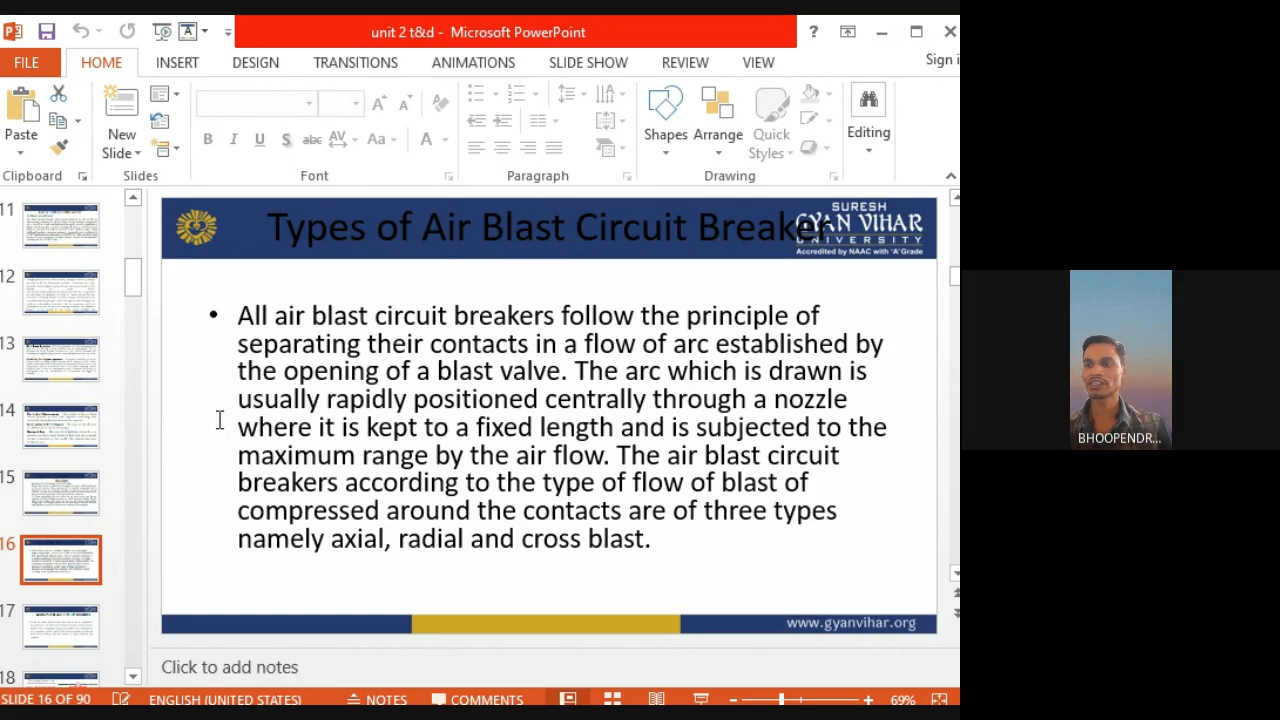 unit 2 t&d - Microsoft PowerPoint
?
FILE HOME INSERT DESIGN TRANSITIONS ANIMATIONS SLIDE SHOW REVIEW VIEW Sign i
Paste
New
Slide
Shapes Arrange Quick
Styles
Editing
B I U S abc AV Aa A
Clipboard Slides Font Paragraph Drawing
11
12
13
14
15
16
17
18
Types of Air Blast Circuit Breaker
SURESH
GYAN VIHAR
UNIVERSITY
Accredited by NAAC with 'A'Grade
• All air blast circuit breakers follow the principle of
separating their contacts in a flow of arc established by
the opening of a blast valve. The arc which is drawn is
usually rapidly positioned centrally through a nozzle
where it is kept to a fixed length and is subjected to the
maximum range by the air flow. The air blast circuit
breakers according to the type of flow of blast of
compressed around the contacts are of three types
namely axial, radial and cross blast.
www.gyanvihar.org
Click to add notes
SLIDE 16 OF 90 ENGLISH (UNITED STATES) NOTES COMMENTS 69%
BHOOPENDR...